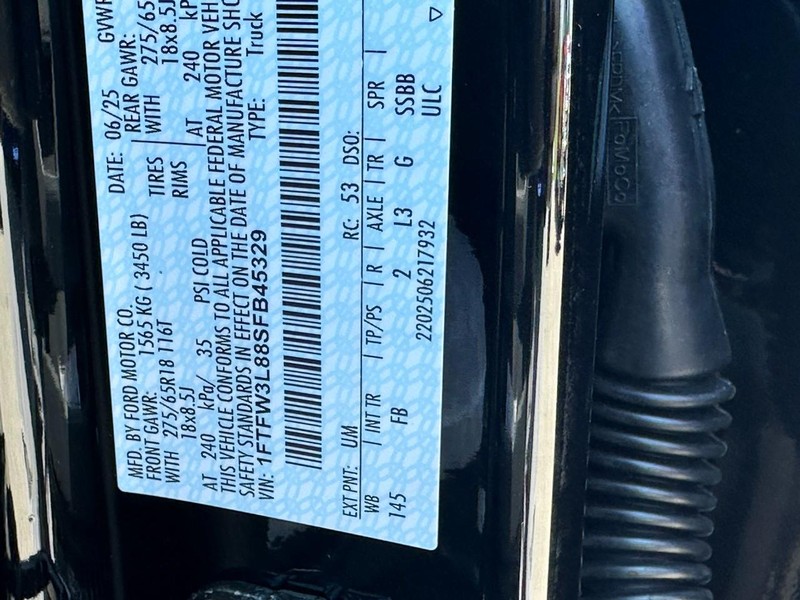 MFD. BY FORD MOTOR CO.
DATE: 06/25
FRONT GAWR: 1565 KG ( 3450 LB)
REAR GAWR:
WITH 275/65R18 116T TIRES WITH 275/65
18x8.5J RIMS 18x8.5J
AT 240 kPa/ 35 PSI COLD AT 240
THIS VEHICLE CONFORMS TO ALL APPLICABLE FEDERAL MOTOR VEH
SAFETY STANDARDS IN EFFECT ON THE DATE OF MANUFACTURE SHO
VIN: 1FTFW3L88SFB45329 TYPE: Truck
EXT PNT: UM RC: 53 DSO:
WB | INT TR | TP/PS | R | AXLE | TR | SPR |
145 FB 2 L3 G SSBB
2202506217932 ULC
FoMoCo